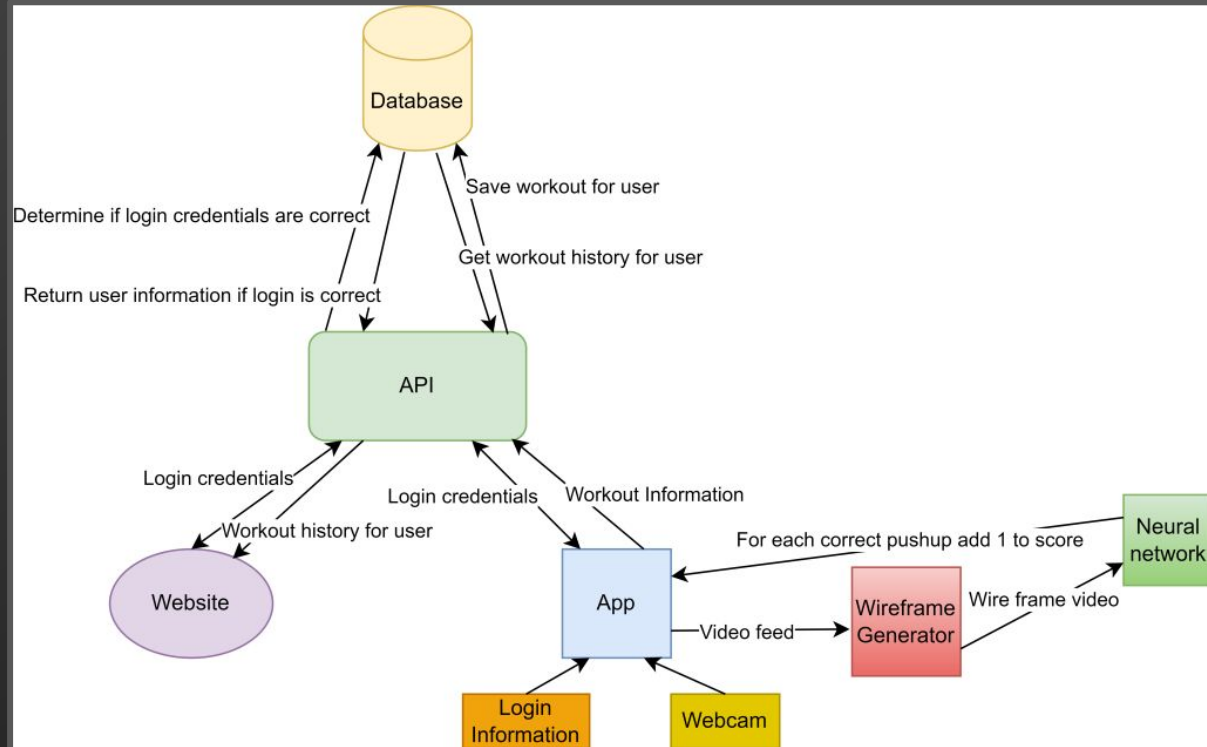 Database
Save workout for user
Determine if login credentials are correct
Get workout history for user
Return user information if login is correct
API
Login credentials
Login credentials
Workout Information
Workout history for user
For each correct pushup add 1 to score
Neural
network
Website
App
Video feed
Wireframe
Generator
Wire frame video
Login
Information
Webcam